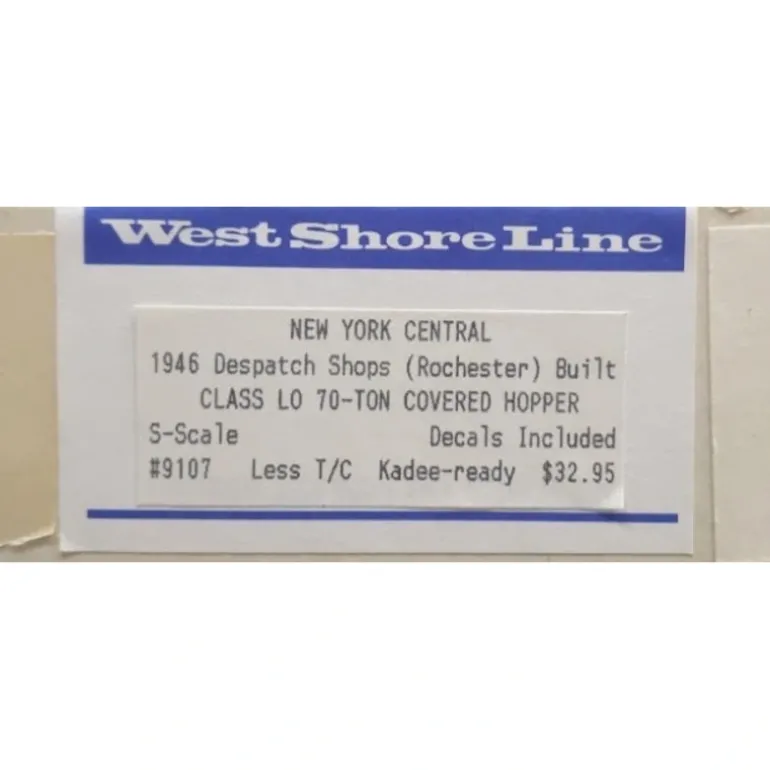 West Shore Line
NEW YORK CENTRAL
1946 Despatch Shops (Rochester) Built
CLASS LO 70-TON COVERED HOPPER
S-Scale Decals Included
#9107 Less T/C Kadee-ready $32.95